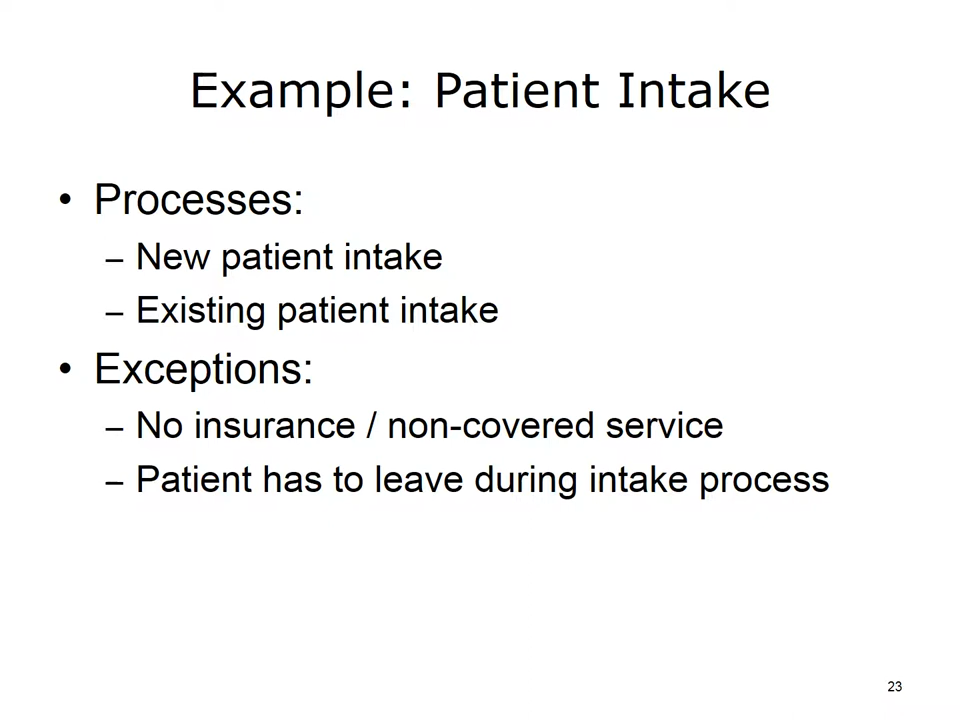 Example: Patient Intake
• Processes:
– New patient intake
– Existing patient intake
• Exceptions:
– No insurance / non-covered service
– Patient has to leave during intake process
23